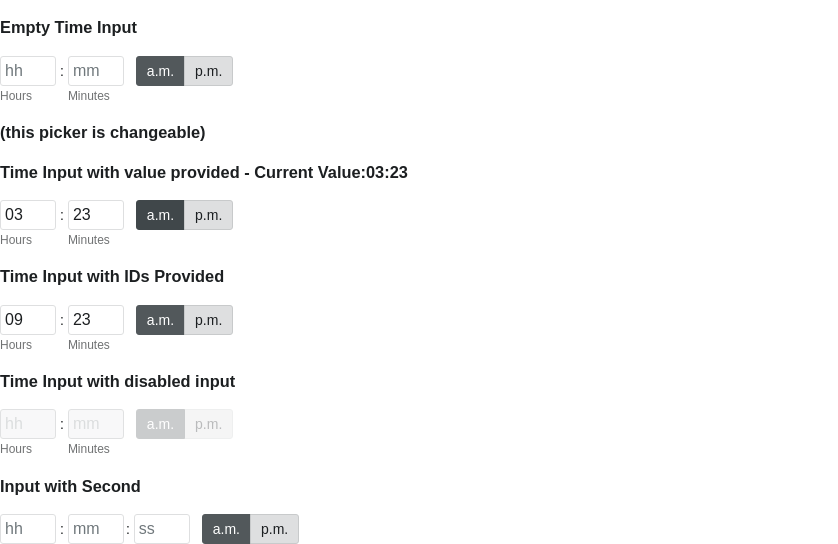 Empty Time Input
hh : mm a.m. p.m.
Hours Minutes
(this picker is changeable)
Time Input with value provided - Current Value:03:23
03 : 23 a.m. p.m.
Hours Minutes
Time Input with IDs Provided
09 : 23 a.m. p.m.
Hours Minutes
Time Input with disabled input
hh : mm a.m. p.m.
Hours Minutes
Input with Second
hh : mm : ss a.m. p.m.